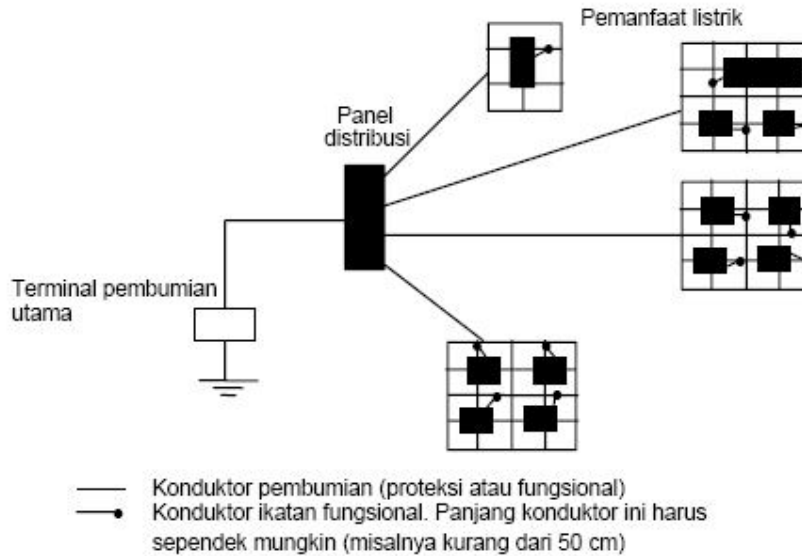 Pemanfaat listrik
Panel
distribusi
Terminal pembumian
utama
Konduktor pembumian (proteksi atau fungsional)
Konduktor ikatan fungsional. Panjang konduktor ini harus
sependek mungkin (misalnya kurang dari 50 cm)